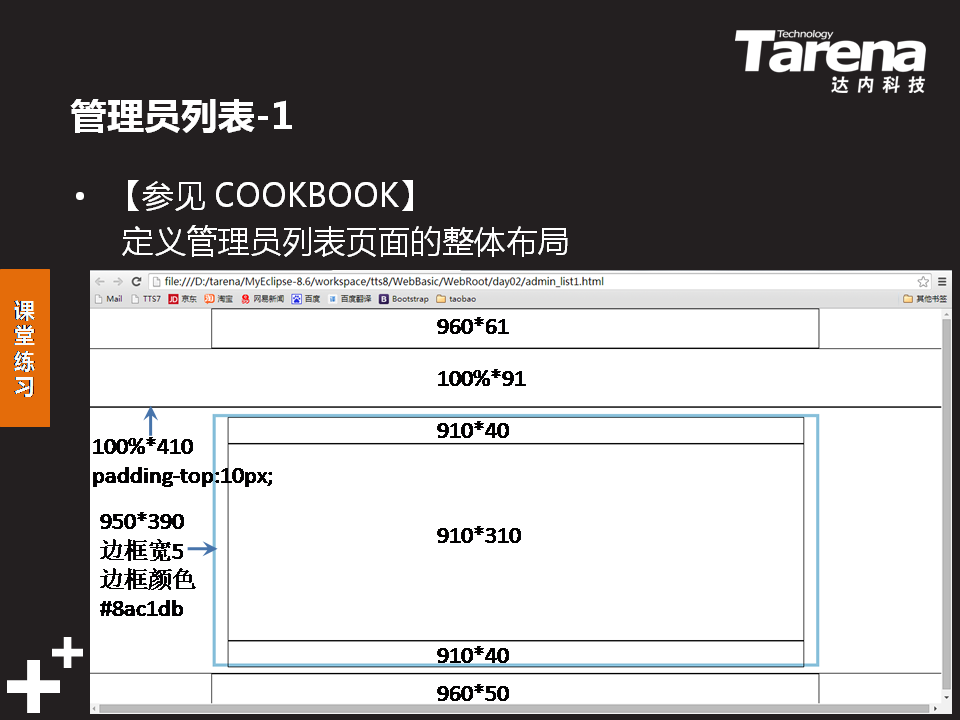 Technology
Tarena
达内科技
管理员列表-1
• 【参见 COOKBOOK】
定义管理员列表页面的整体布局
课堂练习
file:///D:/tarena/MyEclipse-8.6/workspace/tts8/WebBasic/WebRoot/day02/admin_list1.html
Mail TTS7 JD 京东 淘宝 网易新闻 百度 百度翻译 B Bootstrap taobao 其他书签
960*61
100%*91
910*40
100%*410
padding-top:10px;
950*390
边框宽5
边框颜色
#8ac1db
910*310
910*40
960*50